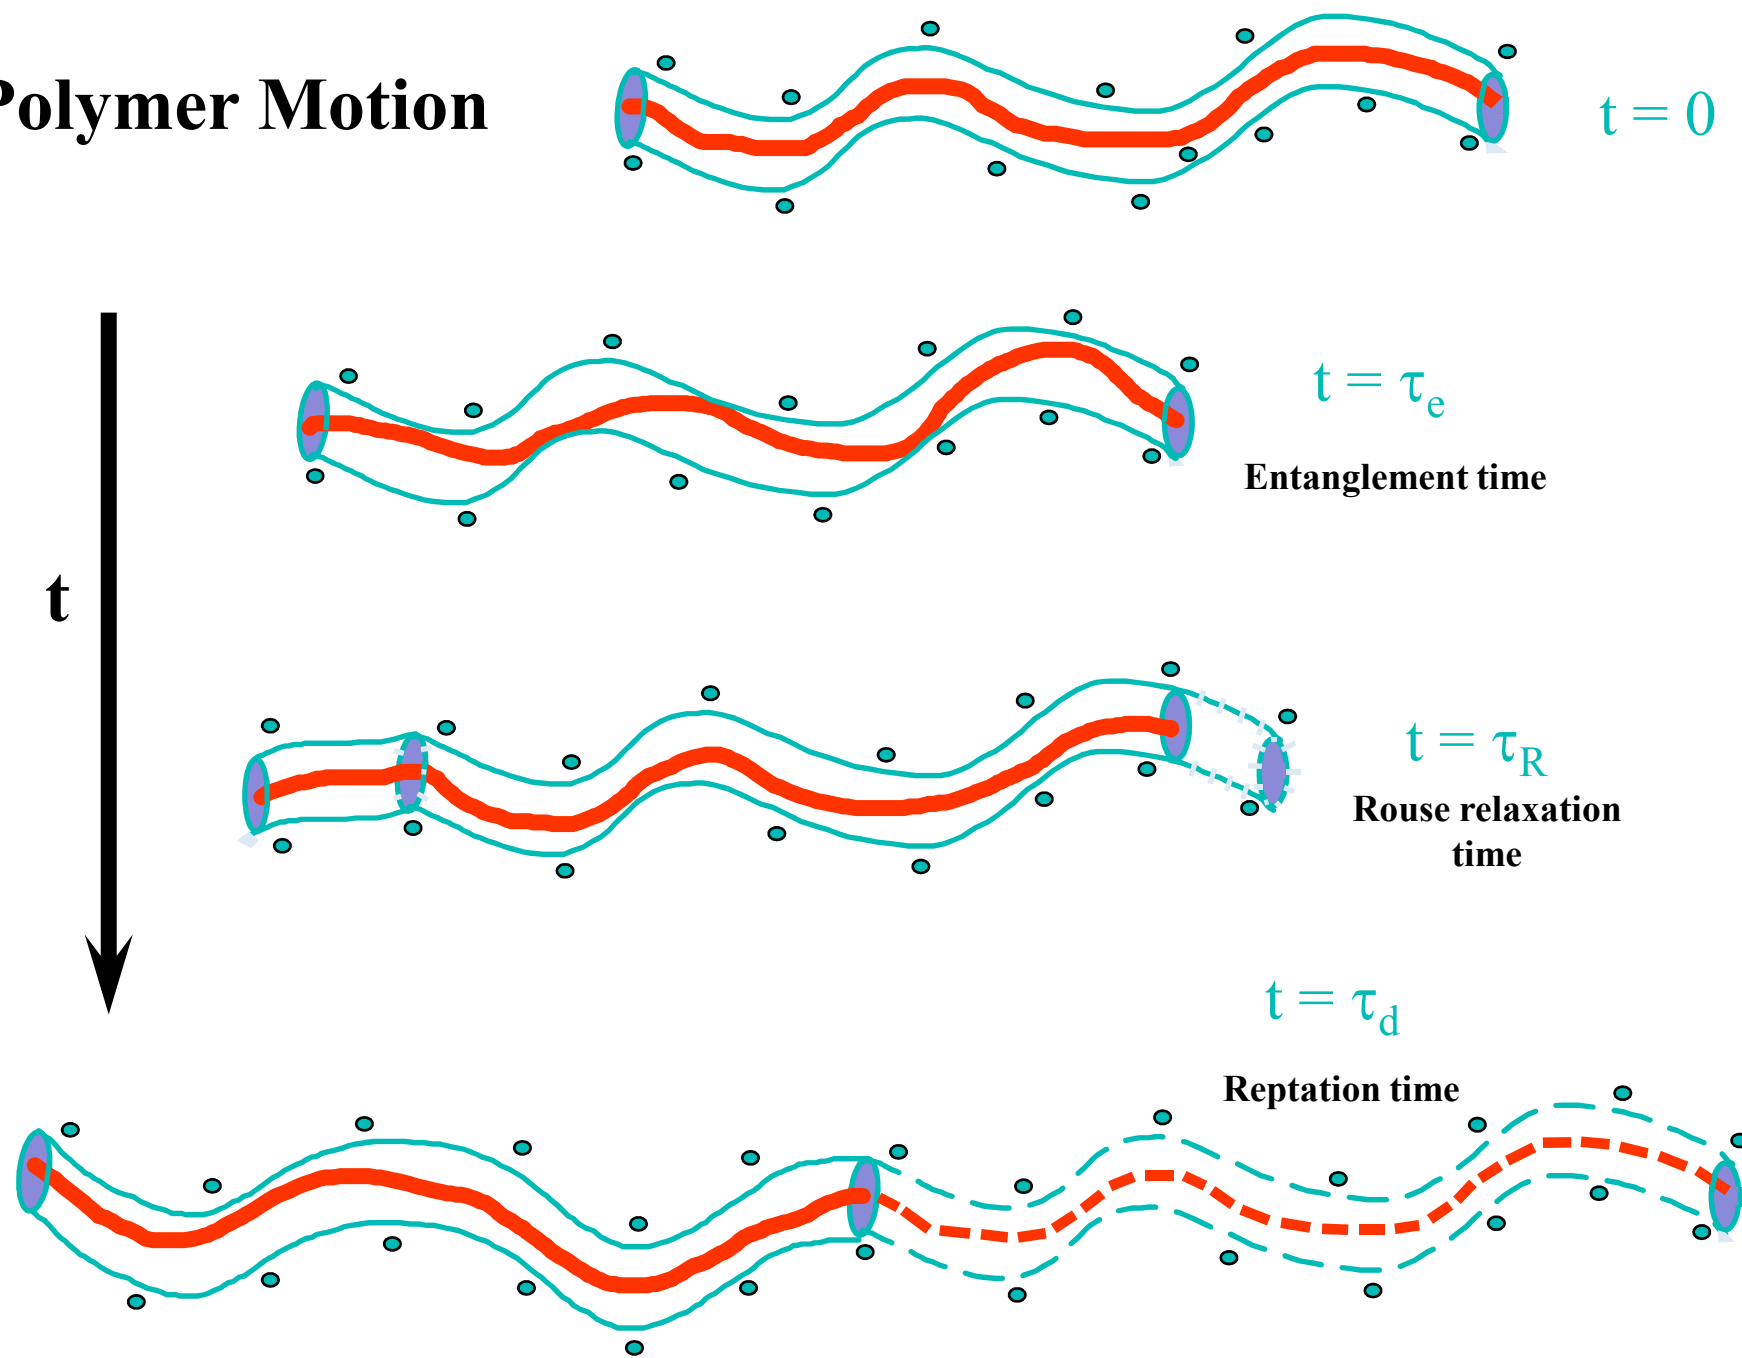 Polymer Motion
t = 0
t = τe
Entanglement time
t
t = τR
Rouse relaxation
time
t = τd
Reptation time